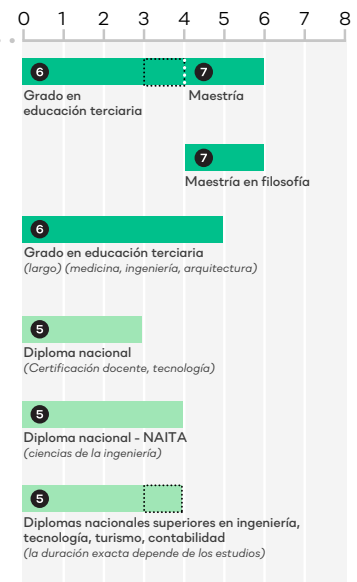 0 1 2 3 4 5 6 7 8
6 7
Grado en Maestría
educación terciaria
7
Maestría en filosofía
6
Grado en educación terciaria
(largo) (medicina, ingeniería, arquitectura)
5
Diploma nacional
(Certificación docente, tecnología)
5
Diploma nacional - NAITA
(ciencias de la ingeniería)
5
Diplomas nacionales superiores en ingeniería,
tecnología, turismo, contabilidad
(la duración exacta depende de los estudios)